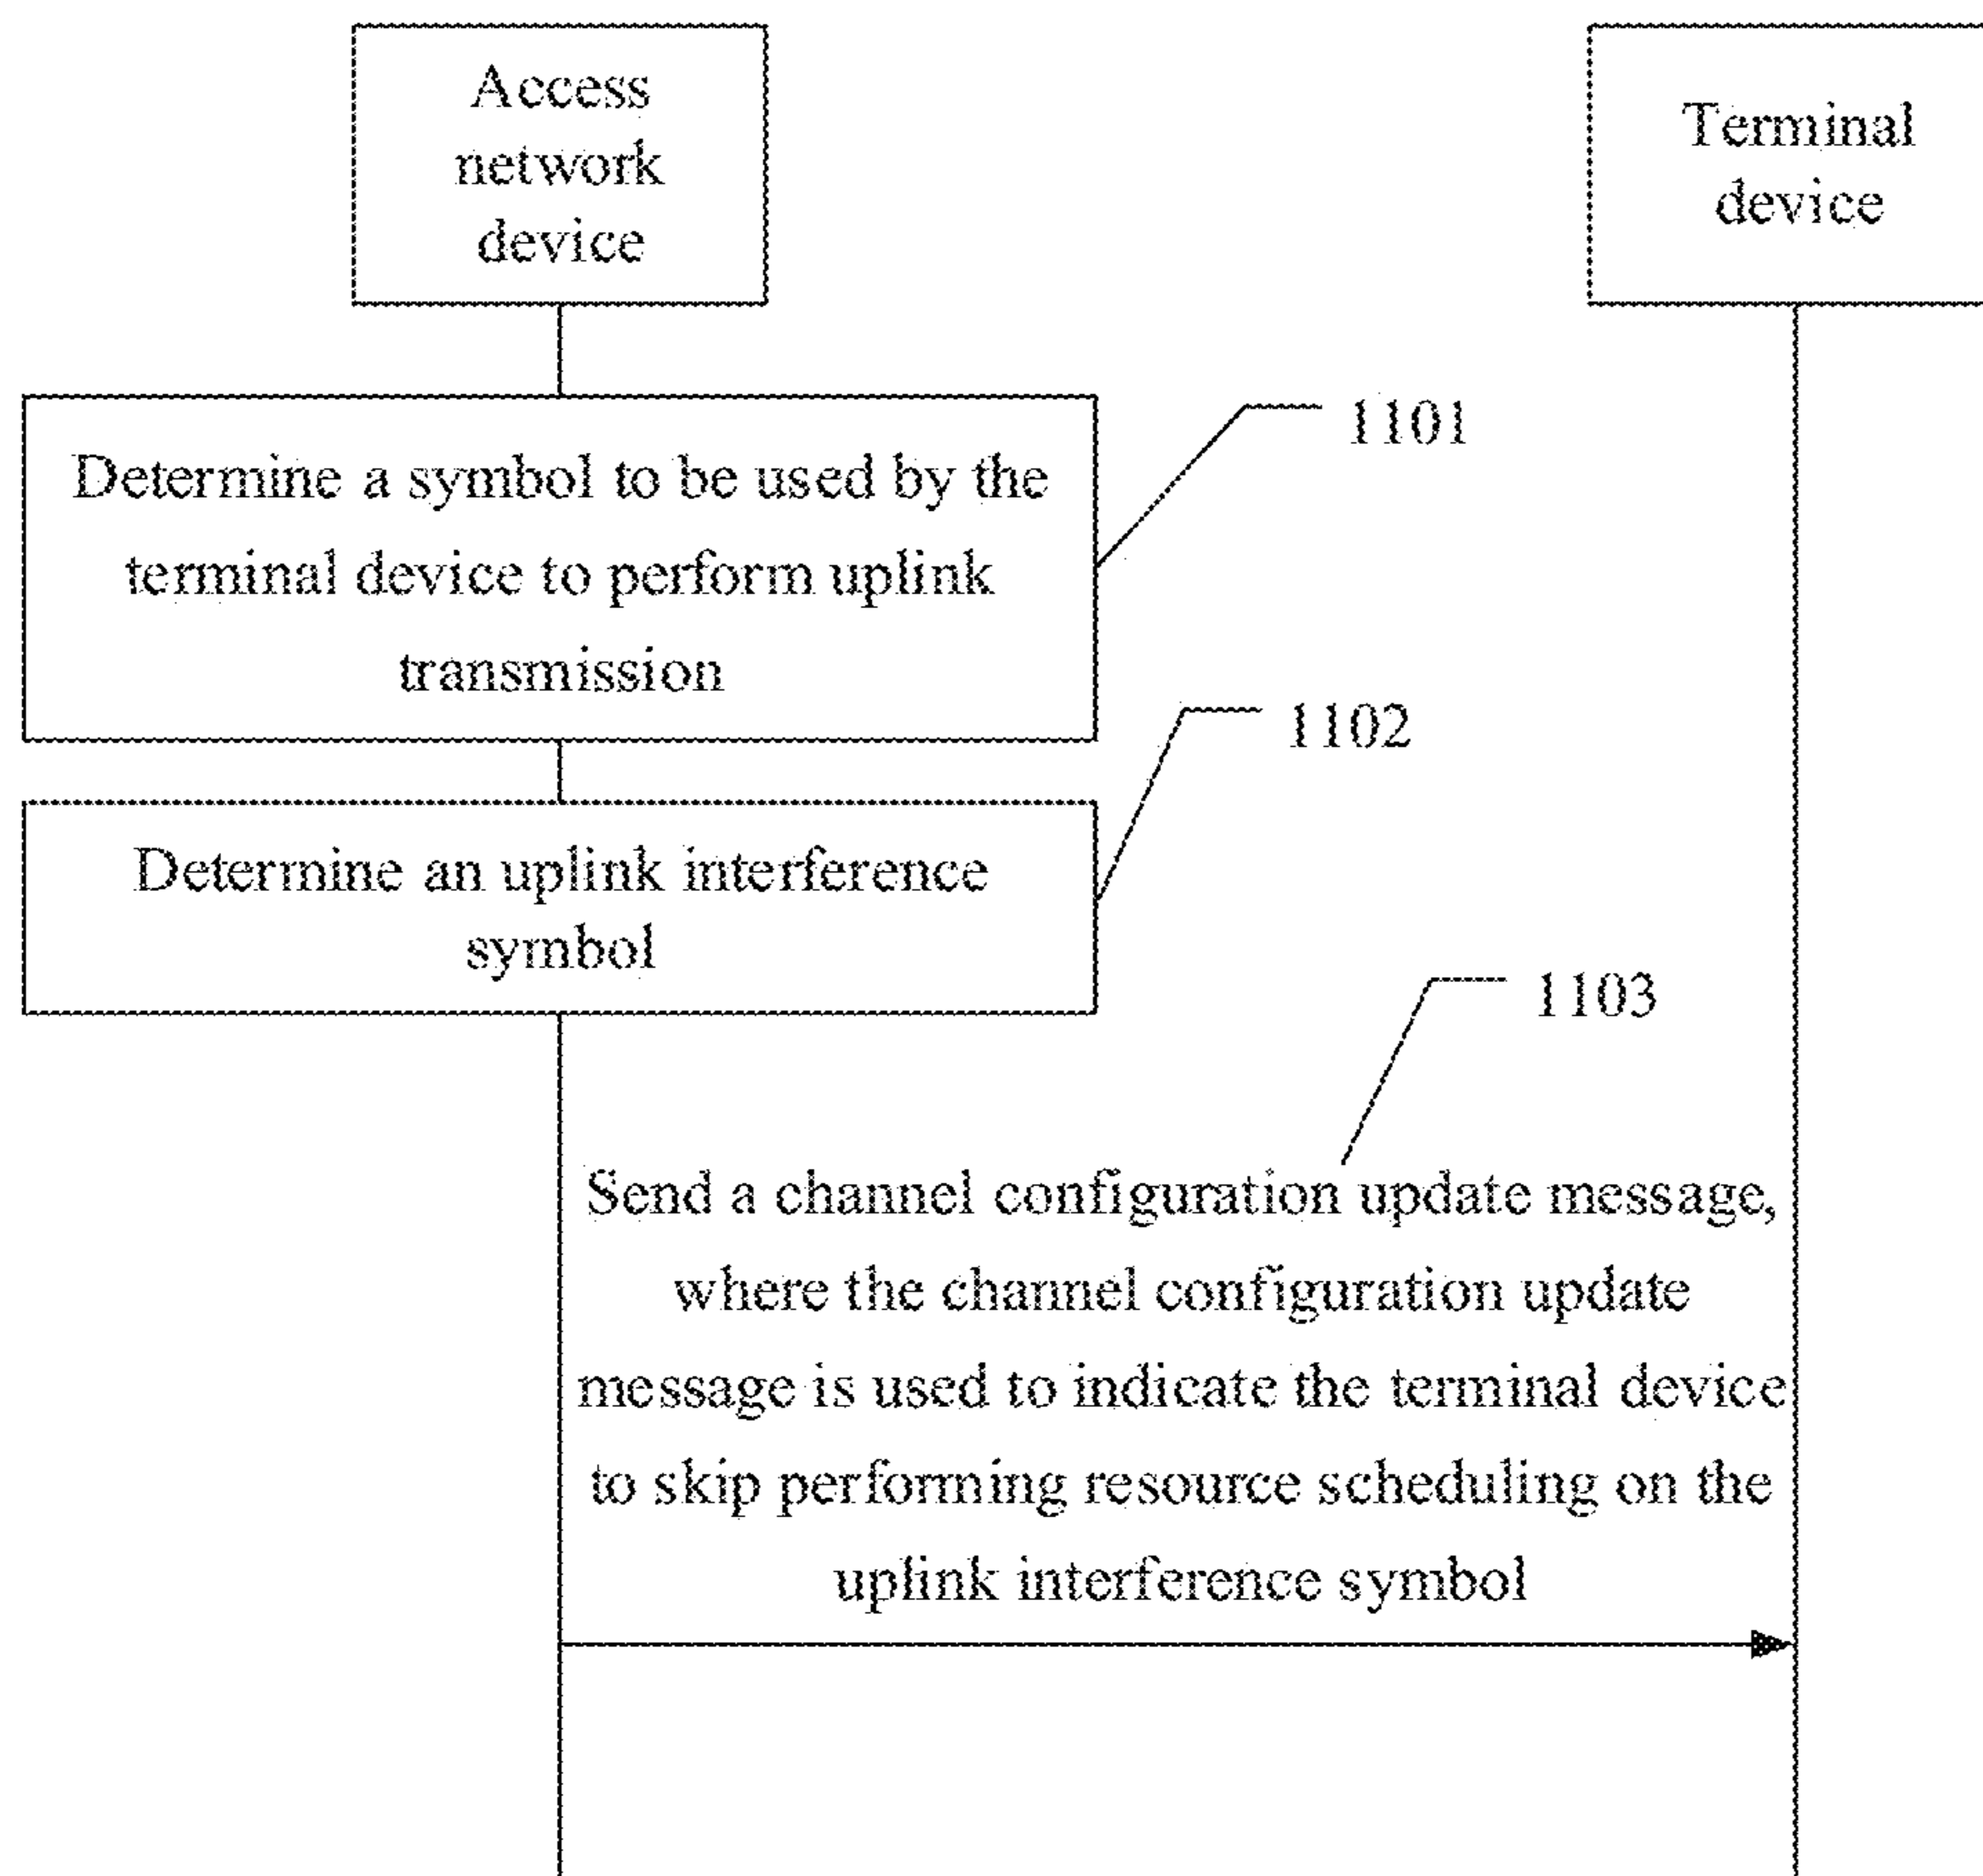 Access
network
device
Terminal
device
1101
Determine a symbol to be used by the
terminal device to perform uplink
transmission
1102
Determine an uplink interference
symbol
1103
Send a channel configuration update message,
where the channel configuration update
message is used to indicate the terminal device
to skip performing resource scheduling on the
uplink interference symbol